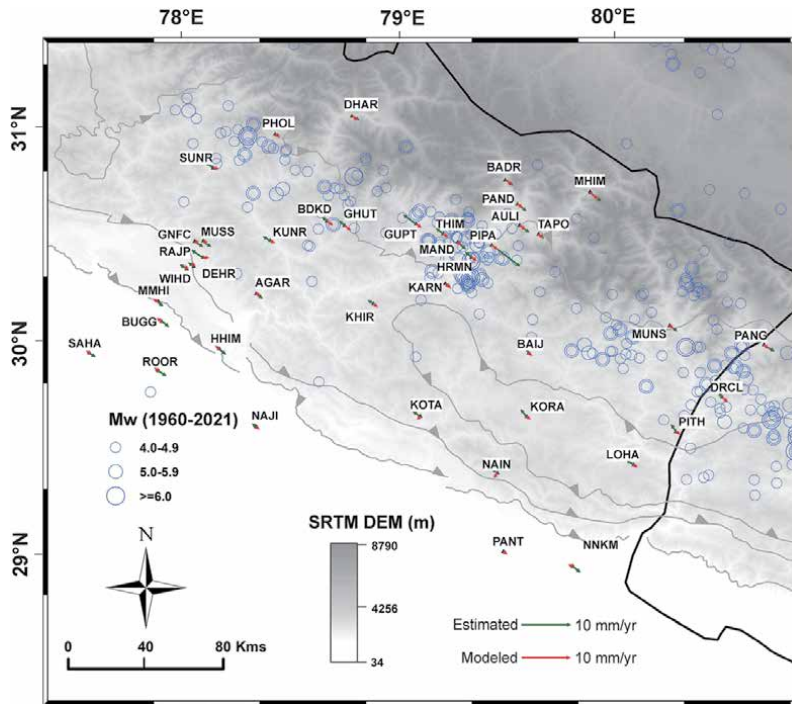 78°E 79°E 80°E
31°N
30°N
29°N
DHAR
PHOL
SUNR
BADR
MHIM
PAND
BDKD
GHUT
THIM
AULI
GNFC
MUSS
KUNR
GUPT
PIPA
TAPO
RAJP
MAND
WIHD
DEHR
HRMN
MMHI
AGAR
KARN
BUGG
KHIR
SAHA
HHIM
BAIJ
MUNS
PANG
ROOR
DRCL
NAJI
KOTA
KORA
PITH
LOHA
NAIN
PANT
NNKM
Mw (1960-2021)
4.0-4.9
5.0-5.9
>=6.0
N
0 40 80 Kms
SRTM DEM (m)
8790
4256
34
Estimated 10 mm/yr
Modeled 10 mm/yr